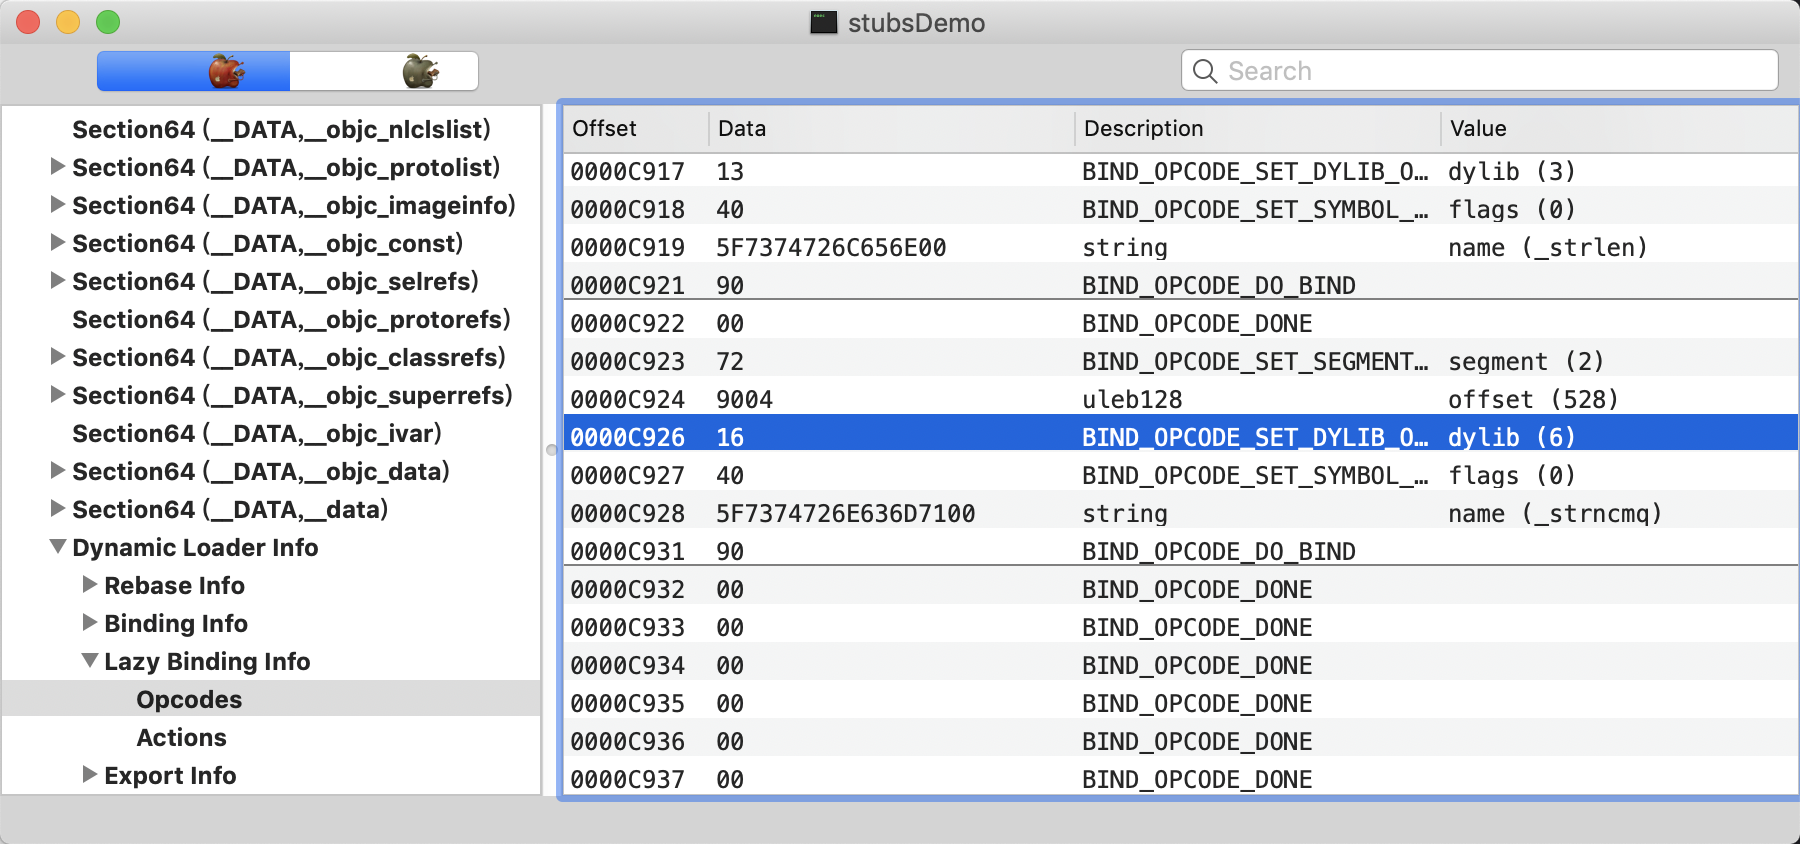 stubsDemo
Search
Section64 (__DATA,__objc_nlclslist)
Section64 (__DATA,__objc_protolist)
Section64 (__DATA,__objc_imageinfo)
Section64 (__DATA,__objc_const)
Section64 (__DATA,__objc_selrefs)
Section64 (__DATA,__objc_protorefs)
Section64 (__DATA,__objc_classrefs)
Section64 (__DATA,__objc_superrefs)
Section64 (__DATA,__objc_ivar)
Section64 (__DATA,__objc_data)
Section64 (__DATA,__data)
Dynamic Loader Info
Rebase Info
Binding Info
Lazy Binding Info
Opcodes
Actions
Export Info
Offset Data Description Value
0000C917 13 BIND_OPCODE_SET_DYLIB_O… dylib (3)
0000C918 40 BIND_OPCODE_SET_SYMBOL_… flags (0)
0000C919 5F7374726C656E00 string name (_strlen)
0000C921 90 BIND_OPCODE_DO_BIND
0000C922 00 BIND_OPCODE_DONE
0000C923 72 BIND_OPCODE_SET_SEGMENT… segment (2)
0000C924 9004 uleb128 offset (528)
0000C926 16 BIND_OPCODE_SET_DYLIB_O… dylib (6)
0000C927 40 BIND_OPCODE_SET_SYMBOL_… flags (0)
0000C928 5F7374726E636D7100 string name (_strncmq)
0000C931 90 BIND_OPCODE_DO_BIND
0000C932 00 BIND_OPCODE_DONE
0000C933 00 BIND_OPCODE_DONE
0000C934 00 BIND_OPCODE_DONE
0000C935 00 BIND_OPCODE_DONE
0000C936 00 BIND_OPCODE_DONE
0000C937 00 BIND_OPCODE_DONE